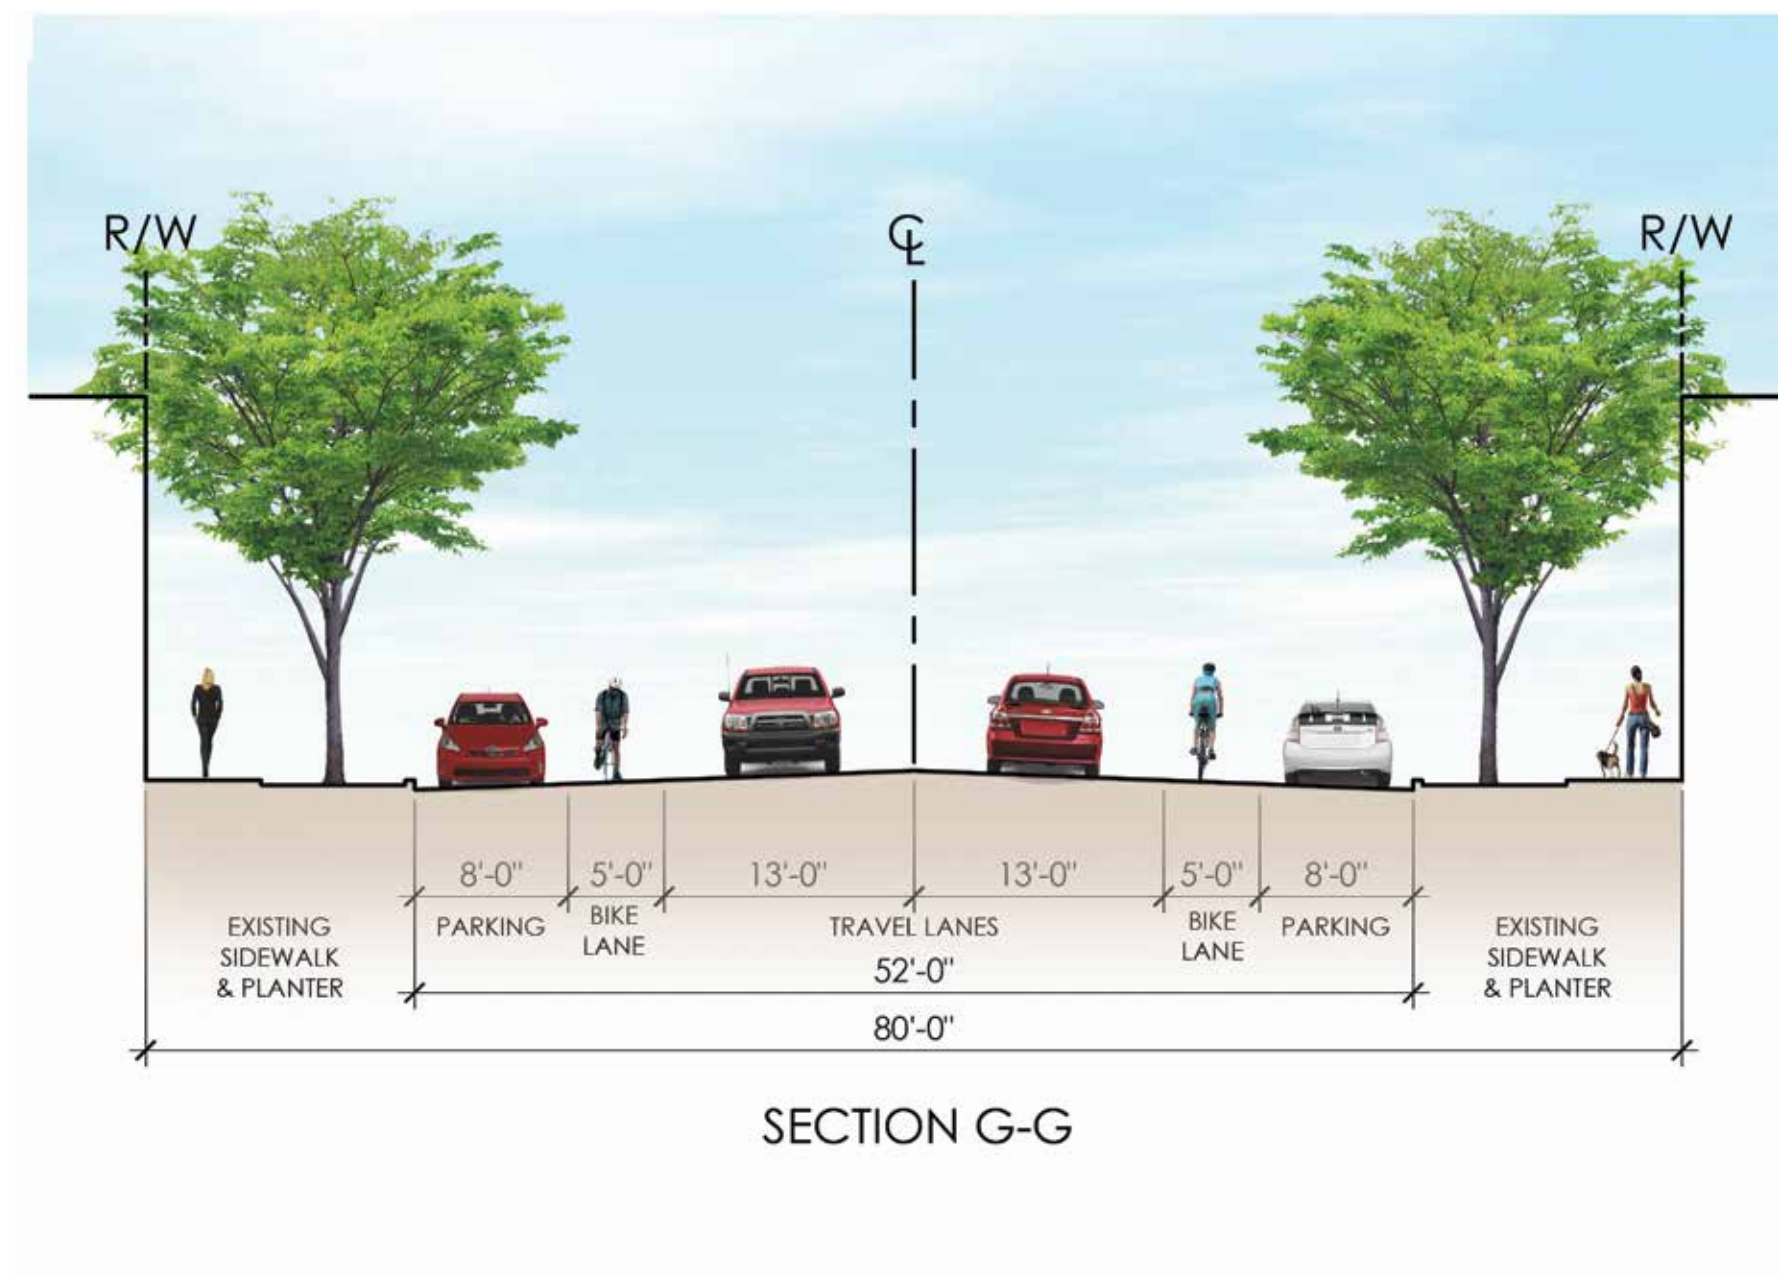 R/W
℄
R/W
8'-0"
5'-0"
13'-0"
13'-0"
5'-0"
8'-0"
EXISTING
SIDEWALK
& PLANTER
PARKING
BIKE
LANE
TRAVEL LANES
BIKE
LANE
PARKING
EXISTING
SIDEWALK
& PLANTER
52'-0"
80'-0"
SECTION G-G